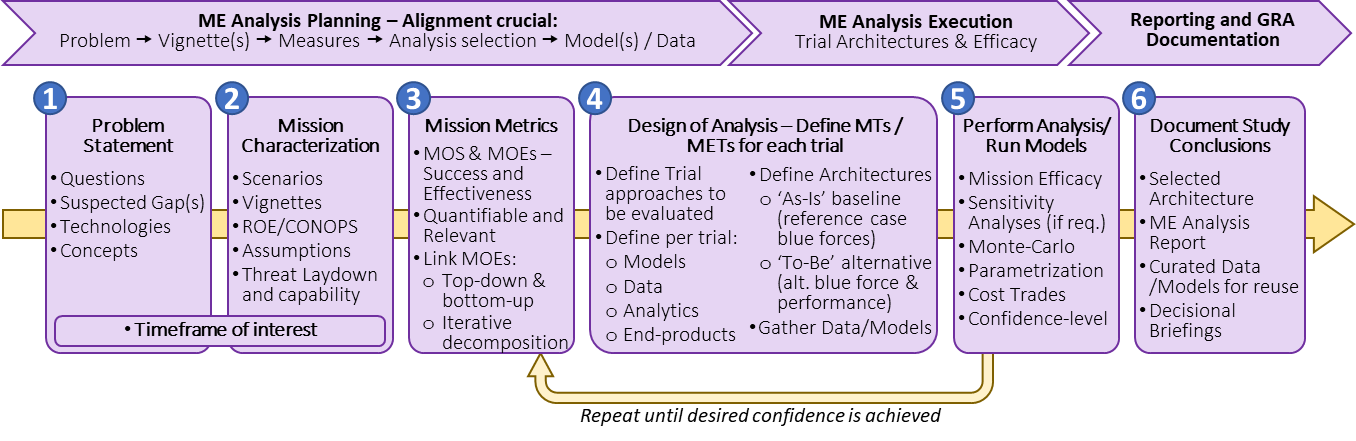 ME Analysis Planning – Alignment crucial:
Problem → Vignette(s) → Measures → Analysis selection → Model(s) / Data
ME Analysis Execution
Trial Architectures & Efficacy
Reporting and GRA
Documentation
1
Problem
Statement
• Questions
• Suspected Gap(s)
• Technologies
• Concepts
2
Mission
Characterization
• Scenarios
• Vignettes
• ROE/CONOPS
• Assumptions
• Threat Laydown
and capability
• Timeframe of interest
3
Mission Metrics
• MOS & MOEs –
Success and
Effectiveness
• Quantifiable and
Relevant
• Link MOEs:
o Top-down &
bottom-up
o Iterative
decomposition
4
Design of Analysis – Define MTs /
METs for each trial
• Define Trial
approaches to
be evaluated
• Define per trial:
o Models
o Data
o Analytics
o End-products
• Define Architectures
o ‘As-Is’ baseline
(reference case
blue forces)
o ‘To-Be’ alternative
(alt. blue force &
performance)
• Gather Data/Models
5
Perform Analysis/
Run Models
• Mission Efficacy
• Sensitivity
Analyses (if req.)
• Monte-Carlo
• Parametrization
• Cost Trades
• Confidence-level
6
Document Study
Conclusions
• Selected
Architecture
• ME Analysis
Report
• Curated Data
/Models for reuse
• Decisional
Briefings
Repeat until desired confidence is achieved